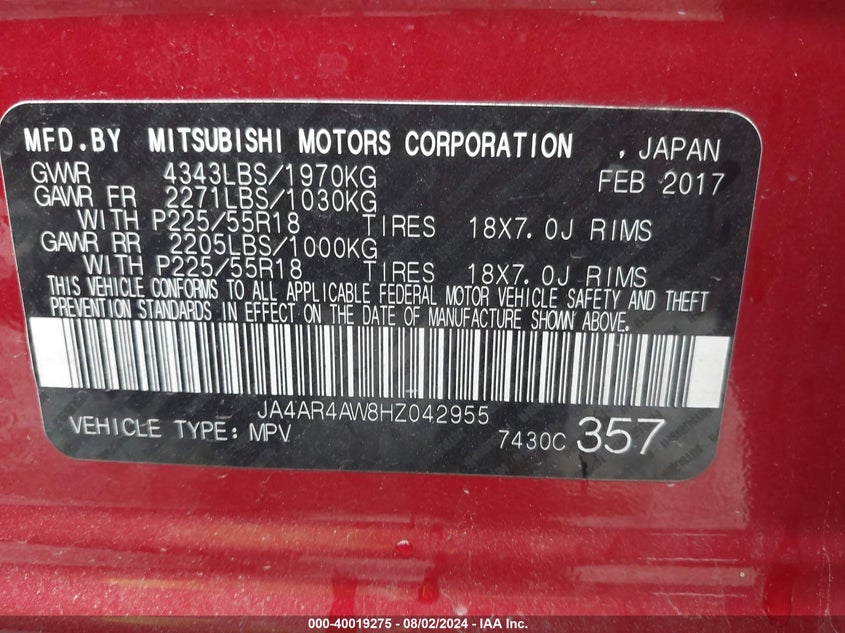 MFD.BY MITSUBISHI MOTORS CORPORATION , JAPAN
GVWR 4343LBS/1970KG FEB 2017
GAWR FR 2271LBS/1030KG
WITH P225/55R18 TIRES 18X7.0J RIMS
GAWR RR 2205LBS/1000KG
WITH P225/55R18 TIRES 18X7.0J RIMS
THIS VEHICLE CONFORMS TO ALL APPLICABLE FEDERAL MOTOR VEHICLE SAFETY AND THEFT
PREVENTION STANDARDS IN EFFECT ON THE DATE OF MANUFACTURE SHOWN ABOVE.
JA4AR4AW8HZ042955
VEHICLE TYPE: MPV 7430C 357
000-40019275 - 08/02/2024 - IAA Inc.